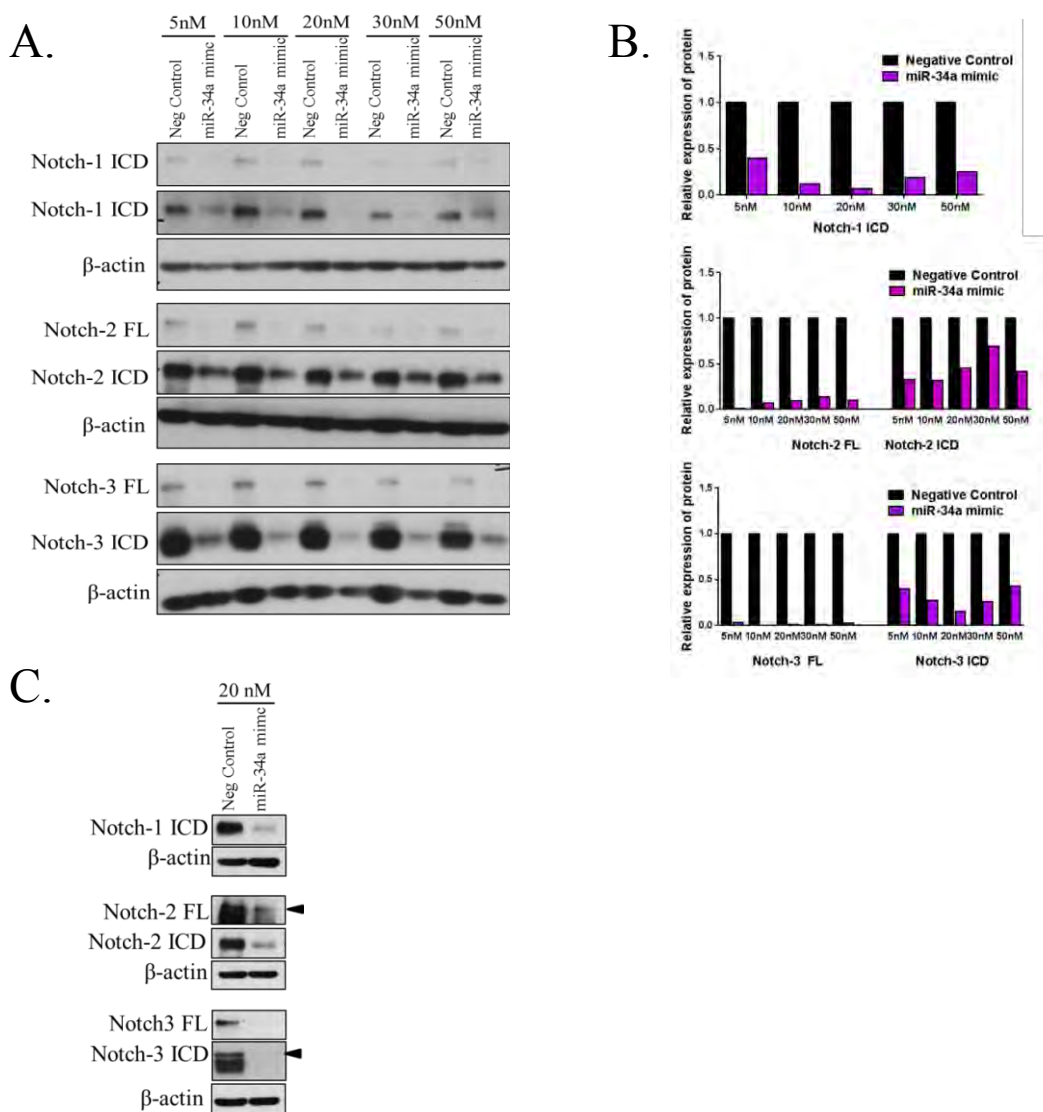 A.
5nM 10nM 20nM 30nM 50nM
Neg Control
miR-34a mimc
Neg Control
miR-34a mimic
Neg Control
miR-34a mimic
Neg Control
miR-34a mimic
Neg Control
miR-34a mimic
Notch-1 ICD
Notch-1 ICD
β-actin
Notch-2 FL
Notch-2 ICD
β-actin
Notch-3 FL
Notch-3 ICD
β-actin
B.
Relative expression of protein
1.5
1.0
0.5
0.0
Negative Control
miR-34a mimic
5nM 10nM 20nM 30nM 50nM
Notch-1 ICD
Relative expression of protein
1.5
1.0
0.5
0.0
Negative Control
miR-34a mimic
5nM 10nM 20nM 30nM 50nM 5nM 10nM 20nM 30nM 50nM
Notch-2 FL Notch-2 ICD
Relative expression of protein
1.5
1.0
0.5
0.0
Negative Control
miR-34a mimic
5nM 10nM 20nM 30nM 50nM 5nM 10nM 20nM 30nM 50nM
Notch-3 FL Notch-3 ICD
C.
20 nM
Neg Control
miR-34a mimc
Notch-1 ICD
β-actin
Notch-2 FL
Notch-2 ICD
β-actin
Notch3 FL
Notch-3 ICD
β-actin